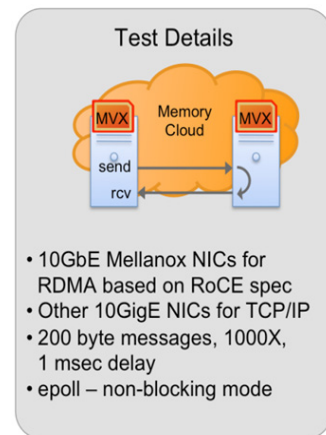 Test Details
MVX
Memory
Cloud
MVX
send
rcv
• 10GbE Mellanox NICs for
RDMA based on RoCE spec
• Other 10GigE NICs for TCP/IP
• 200 byte messages, 1000X,
1 msec delay
• epoll – non-blocking mode